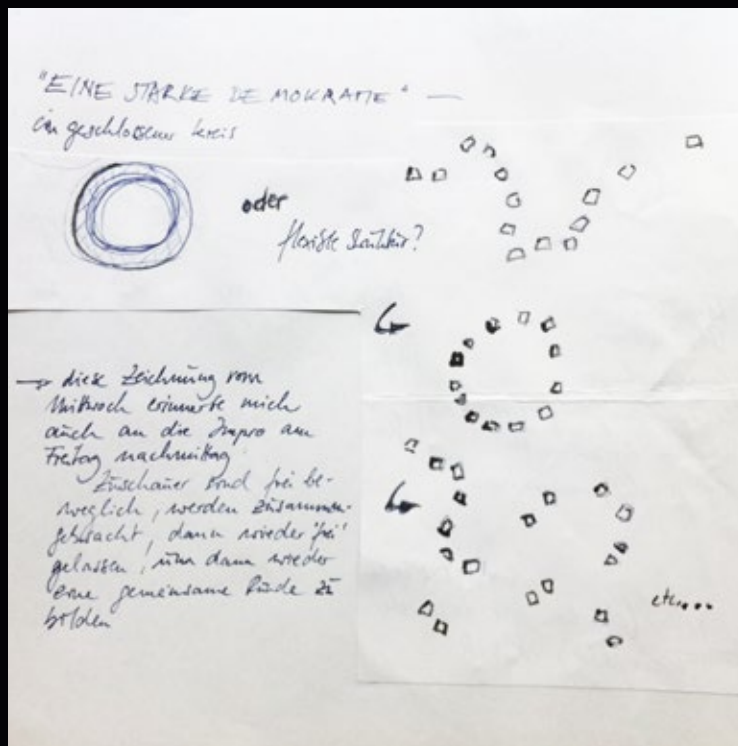 "EINE STARKE DEMOKRATIE" —
ein geschlossener kreis
oder
flexible Struktur?
→ diese Zeichnung vom
Mittwoch erinnerte mich
auch an die Impro am
Freitag nachmittag.
Zuschauer sind frei be-
weglich, werden zusammen-
gebracht, dann wieder 'frei'
gelassen, um dann wieder
eine gemeinsame Runde zu
bilden
etc....